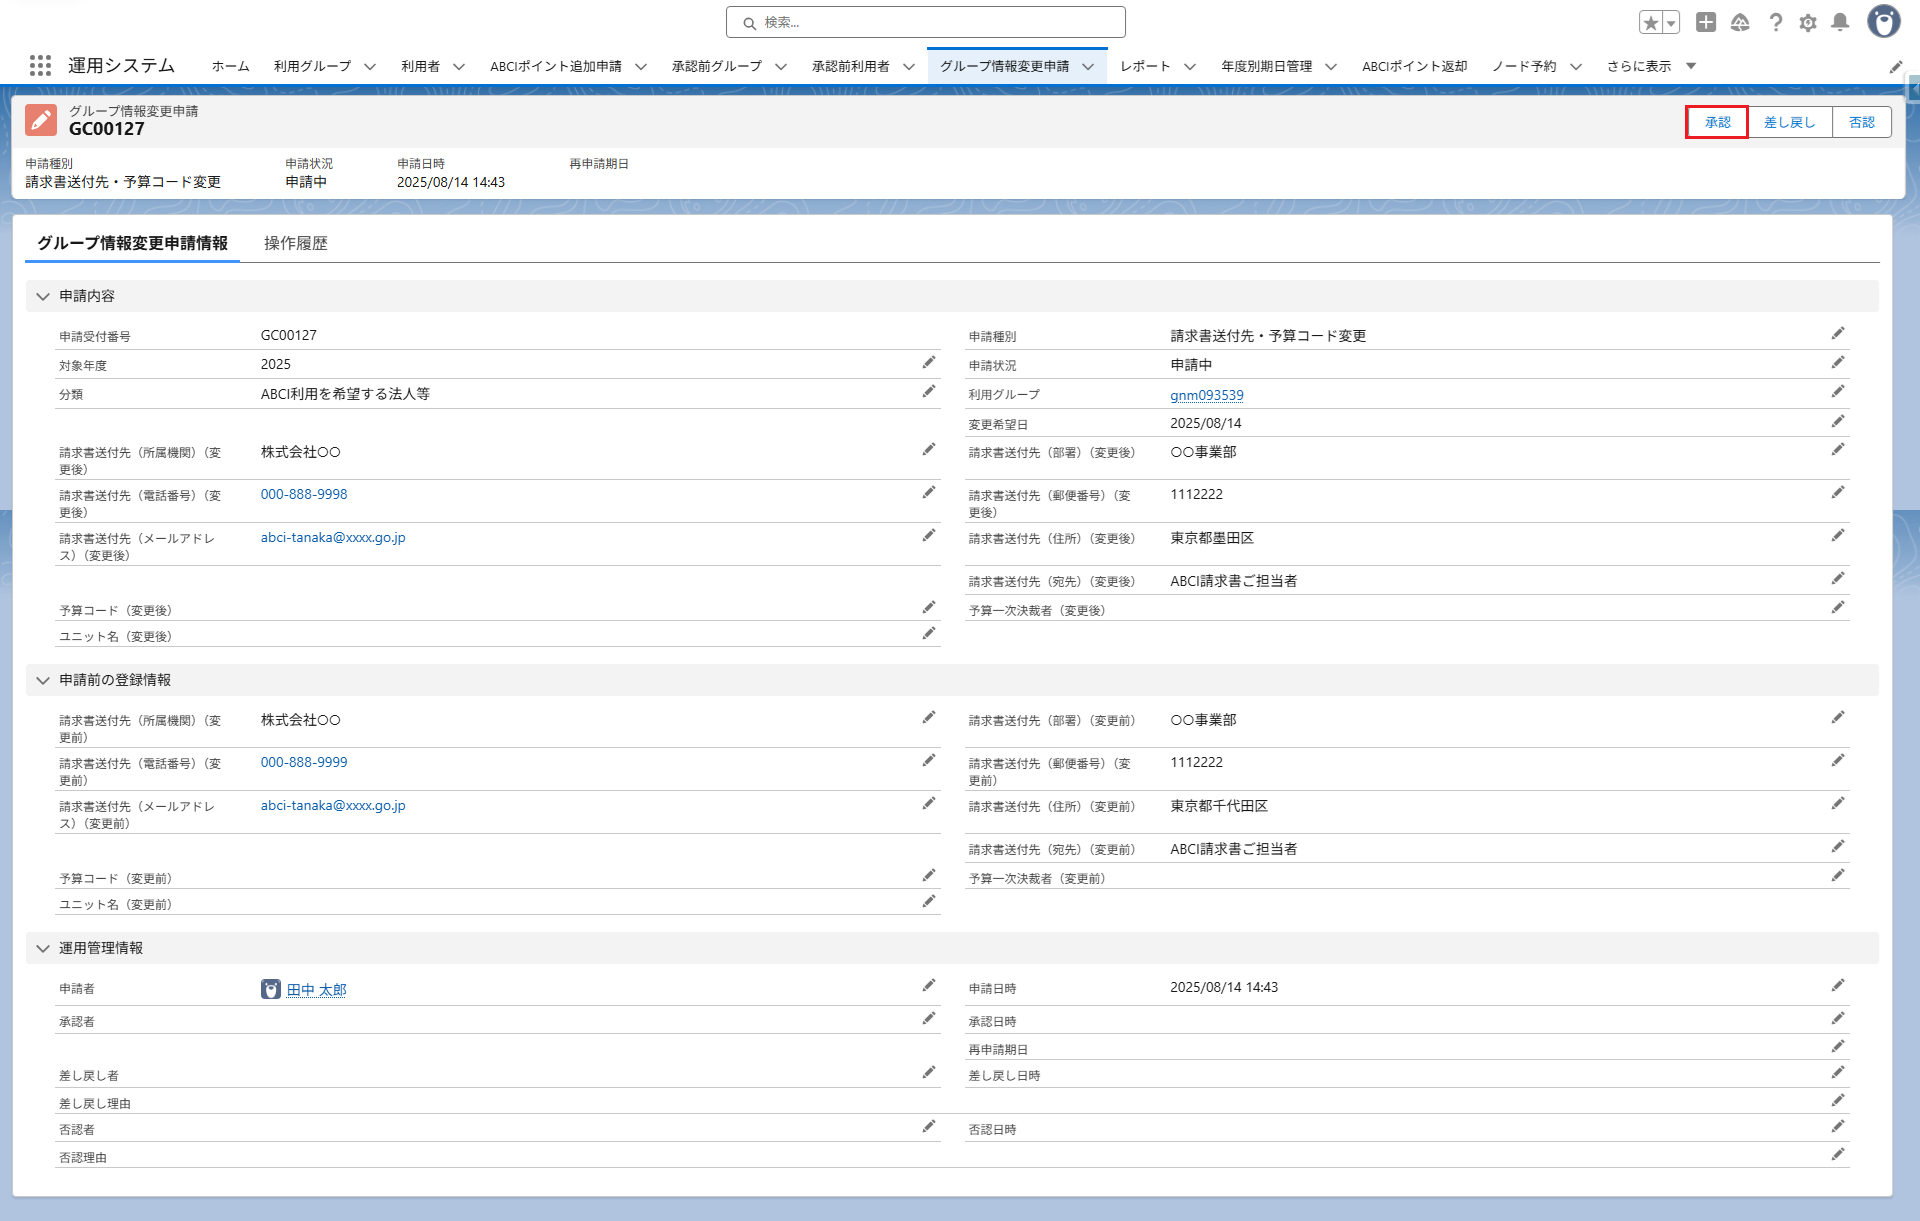 検索...
運用システム
ホーム
利用グループ
利用者
ABCIポイント追加申請
承認前グループ
承認前利用者
グループ情報変更申請
レポート
年度別期日管理
ABCIポイント返却
ノード予約
さらに表示
グループ情報変更申請
GC00127
承認
差し戻し
否認
申請種別
申請状況
申請日時
再申請期日
請求書送付先・予算コード変更
申請中
2025/08/14 14:43
グループ情報変更申請情報
操作履歴
申請内容
申請受付番号
GC00127
申請種別
請求書送付先・予算コード変更
対象年度
2025
申請状況
申請中
分類
ABCI利用を希望する法人等
利用グループ
gnm093539
変更希望日
2025/08/14
請求書送付先（所属機関）（変
更後）
株式会社〇〇
請求書送付先（部署）（変更後）
〇〇事業部
請求書送付先（電話番号）（変
更後）
000-888-9998
請求書送付先（郵便番号）（変
更後）
1112222
請求書送付先（メールアドレ
ス）（変更後）
abci-tanaka@xxxx.go.jp
請求書送付先（住所）（変更後）
東京都墨田区
請求書送付先（宛先）（変更後）
ABCI請求書ご担当者
予算コード（変更後）
予算一次決裁者（変更後）
ユニット名（変更後）
申請前の登録情報
請求書送付先（所属機関）（変
更前）
株式会社〇〇
請求書送付先（部署）（変更前）
〇〇事業部
請求書送付先（電話番号）（変
更前）
000-888-9999
請求書送付先（郵便番号）（変
更前）
1112222
請求書送付先（メールアドレ
ス）（変更前）
abci-tanaka@xxxx.go.jp
請求書送付先（住所）（変更前）
東京都千代田区
請求書送付先（宛先）（変更前）
ABCI請求書ご担当者
予算コード（変更前）
予算一次決裁者（変更前）
ユニット名（変更前）
運用管理情報
申請者
田中 太郎
申請日時
2025/08/14 14:43
承認者
承認日時
再申請期日
差し戻し者
差し戻し日時
差し戻し理由
否認者
否認日時
否認理由